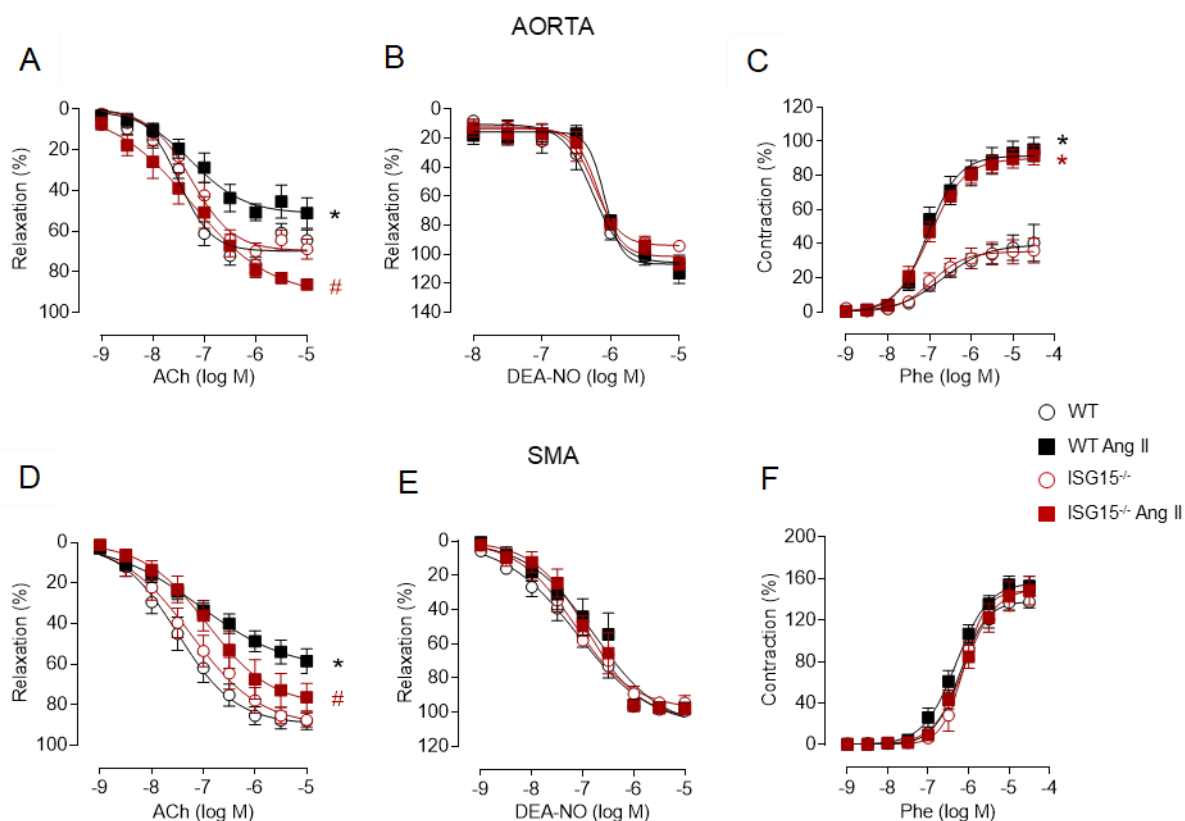 AORTA
A
B
C
0
20
40
60
80
100
Relaxation (%)
-9 -8 -7 -6 -5
ACh (log M)
0
20
40
60
80
100
120
140
Relaxation (%)
-8 -7 -6 -5
DEA-NO (log M)
120
100
80
60
40
20
0
Contraction (%)
-9 -8 -7 -6 -5 -4
Phe (log M)
*
#
*
*
WT
WT Ang II
ISG15-/-
ISG15-/- Ang II
SMA
D
E
F
0
20
40
60
80
100
Relaxation (%)
-9 -8 -7 -6 -5
ACh (log M)
*
#
0
20
40
60
80
100
120
Relaxation (%)
-9 -8 -7 -6 -5
DEA-NO (log M)
200
160
120
80
40
0
Contraction (%)
-9 -8 -7 -6 -5 -4
Phe (log M)